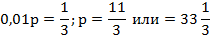 0,01p = 1/3; p = 11/3 или = 33 1/3